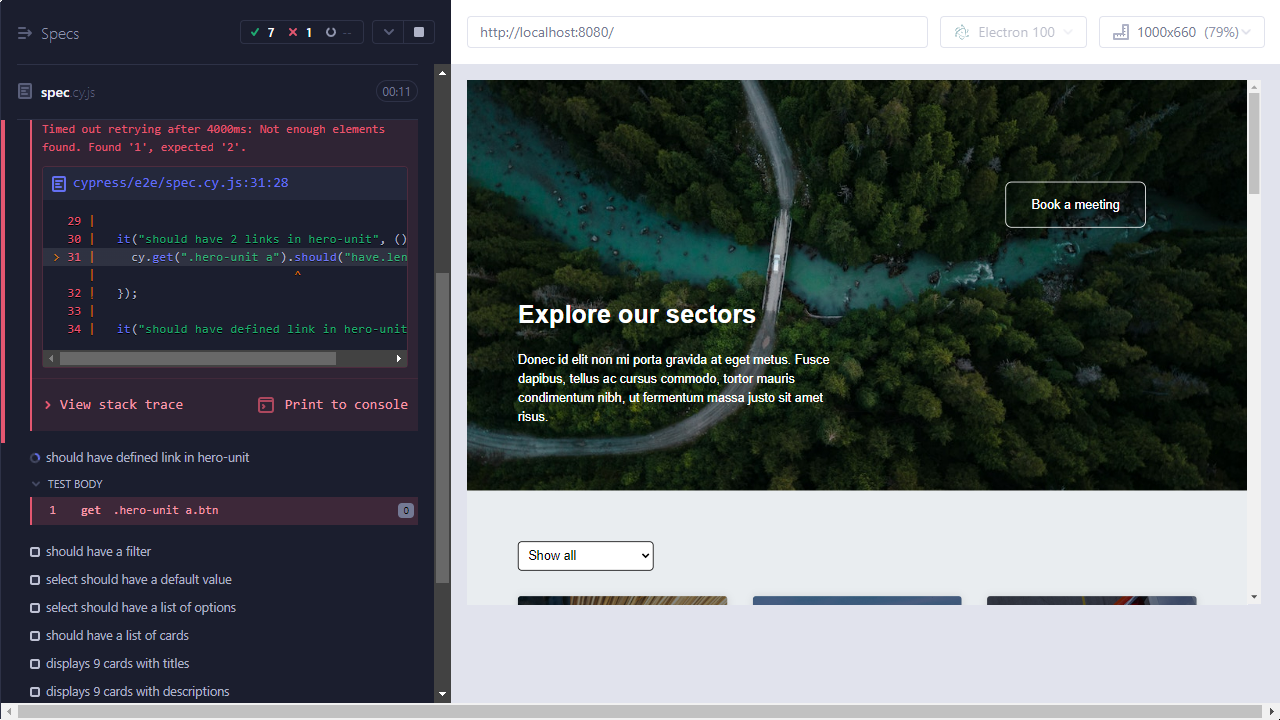 Specs
7
1
--
spec.cy.js
00:11
Timed out retrying after 4000ms: Not enough elements
found. Found '1', expected '2'.
cypress/e2e/spec.cy.js:31:28
29 |
30 |   it("should have 2 links in hero-unit", ()
> 31 |     cy.get(".hero-unit a").should("have.len
|                            ^
32 |   });
33 |
34 |   it("should have defined link in hero-unit
View stack trace
Print to console
should have defined link in hero-unit
TEST BODY
1 get .hero-unit a.btn 0
should have a filter
select should have a default value
select should have a list of options
should have a list of cards
displays 9 cards with titles
displays 9 cards with descriptions
http://localhost:8080/
Electron 100
1000x660 (79%)
Book a meeting
Explore our sectors
Donec id elit non mi porta gravida at eget metus. Fusce
dapibus, tellus ac cursus commodo, tortor mauris
condimentum nibh, ut fermentum massa justo sit amet
risus.
Show all